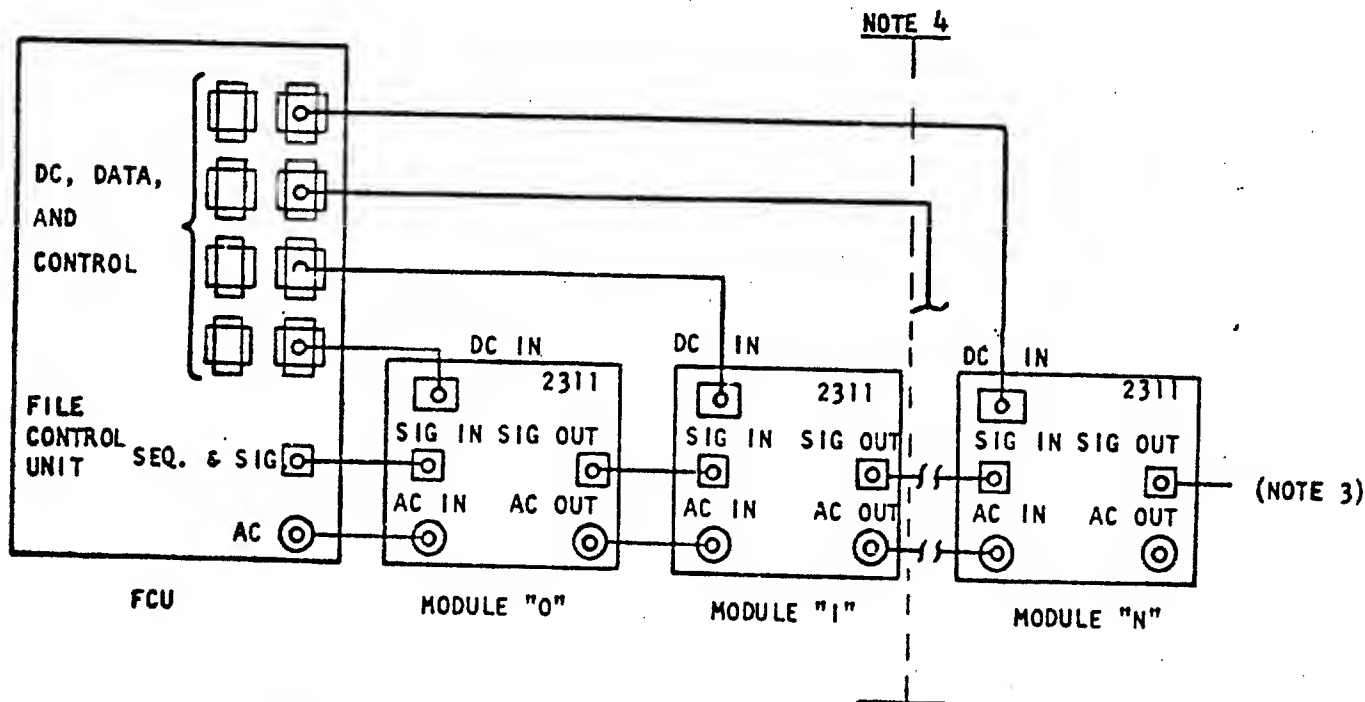 NOTE 4
DC, DATA,
AND
CONTROL
FILE
CONTROL
UNIT
SEQ. & SIG.
AC
FCU
DC IN
2311
SIG IN SIG OUT
AC IN AC OUT
MODULE "0"
DC IN
2311
SIG IN SIG OUT
AC IN AC OUT
MODULE "1"
DC IN
2311
SIG IN SIG OUT
AC IN AC OUT
MODULE "N"
(NOTE 3)